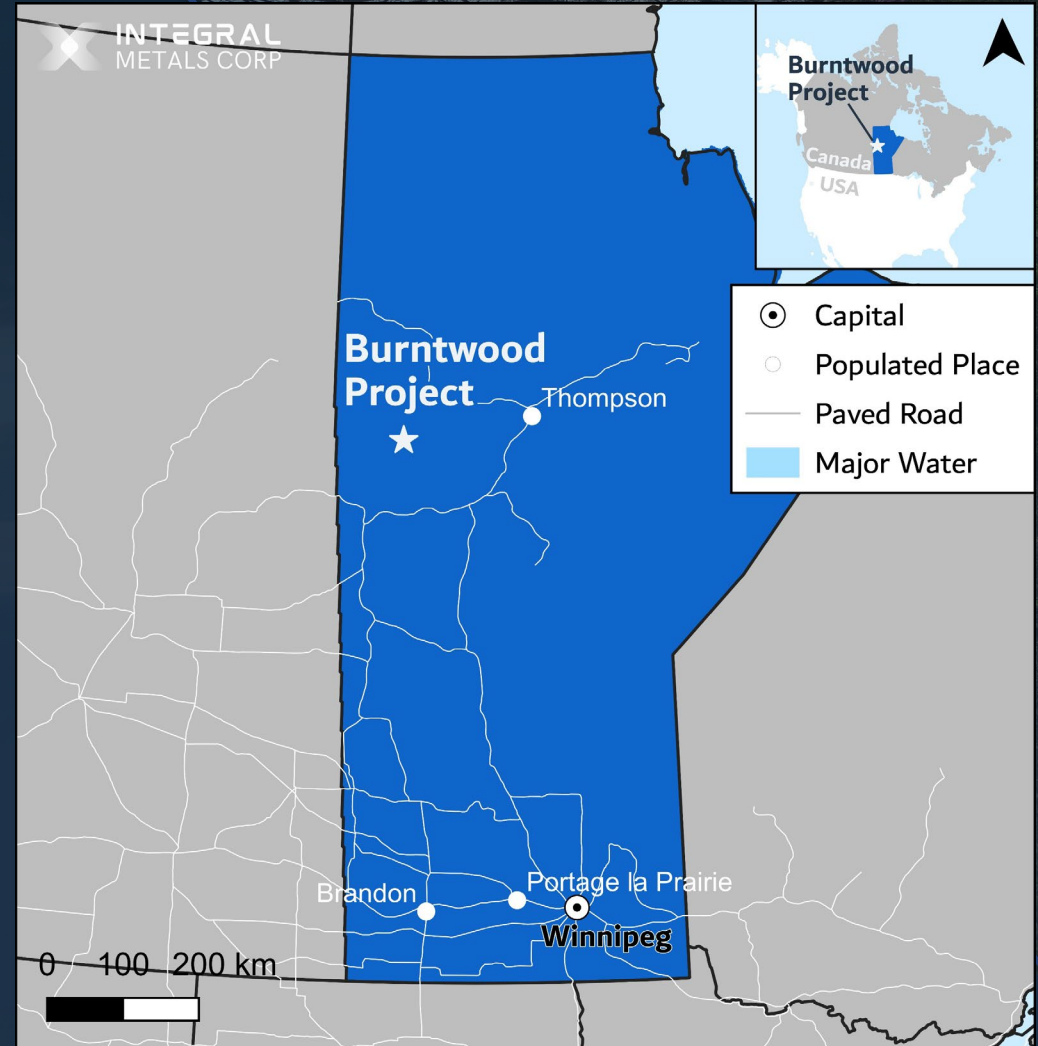 INTEGRAL
METALS CORP
Burntwood
Project
Canada
USA
Capital
Populated Place
Paved Road
Major Water
Burntwood
Project
Thompson
Brandon
Portage la Prairie
Winnipeg
0 100 200 km